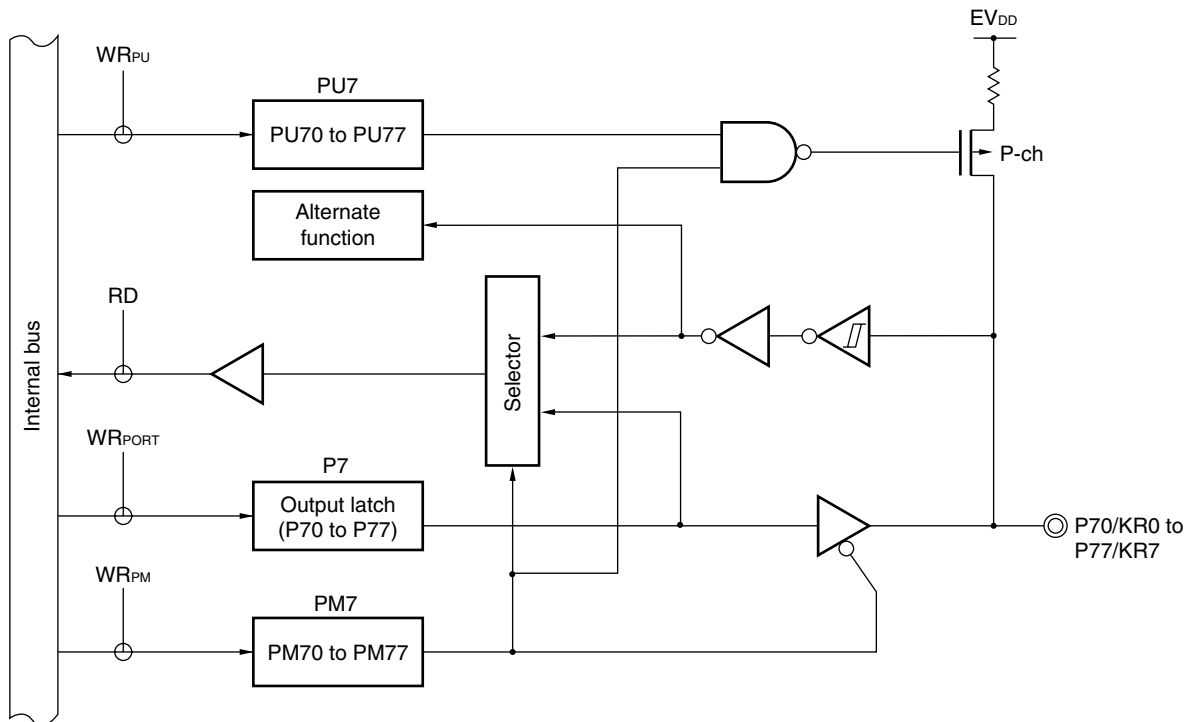 EVDD
WRPU
PU7
PU70 to PU77
P-ch
Alternate
function
RD
Selector
Internal bus
WRPORT
P7
Output latch
(P70 to P77)
P70/KR0 to
P77/KR7
WRPM
PM7
PM70 to PM77